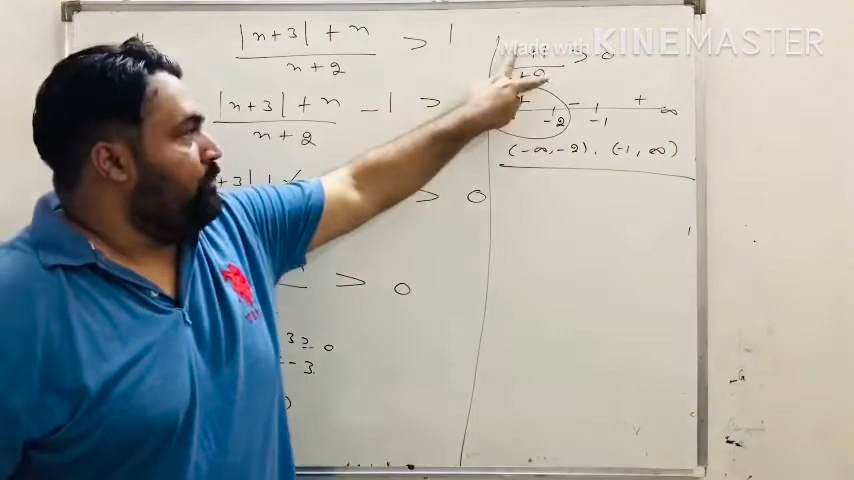 |x+3| + x
x+2
> 1
|x+3| + x
x+2
- 1 >
+3|
> 0
> 0
3 ≥ 0
- 3
> 0
+ - + ∞
-2 -1
(-∞, -2) . (-1, ∞)
Made with KINEMASTER